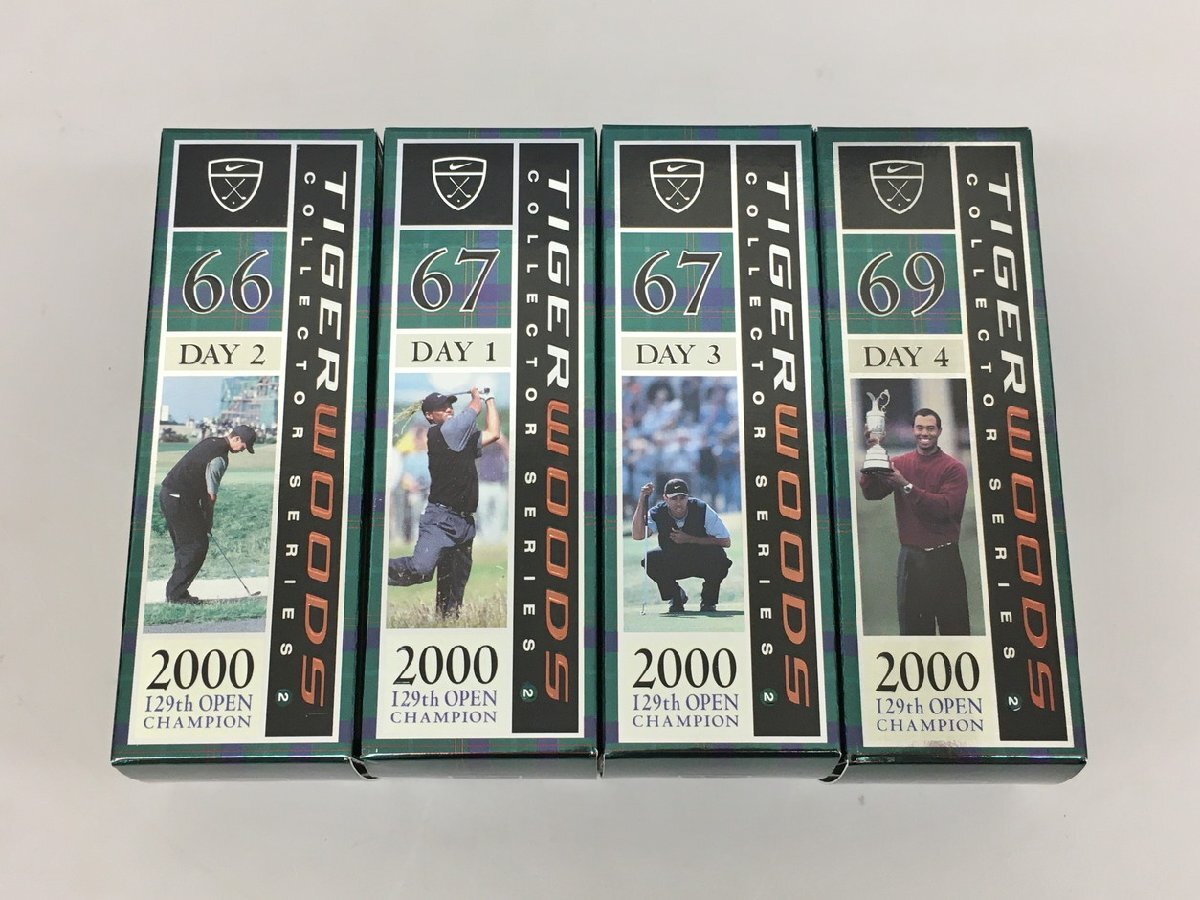 66
DAY 2
2000
129th OPEN
CHAMPION
TIGER WOODS
COLLECTOR SERIES 2
67
DAY 1
2000
129th OPEN
CHAMPION
TIGER WOODS
COLLECTOR SERIES 2
67
DAY 3
2000
129th OPEN
CHAMPION
TIGER WOODS
COLLECTOR SERIES 2
69
DAY 4
2000
129th OPEN
CHAMPION
TIGER WOODS
COLLECTOR SERIES 2